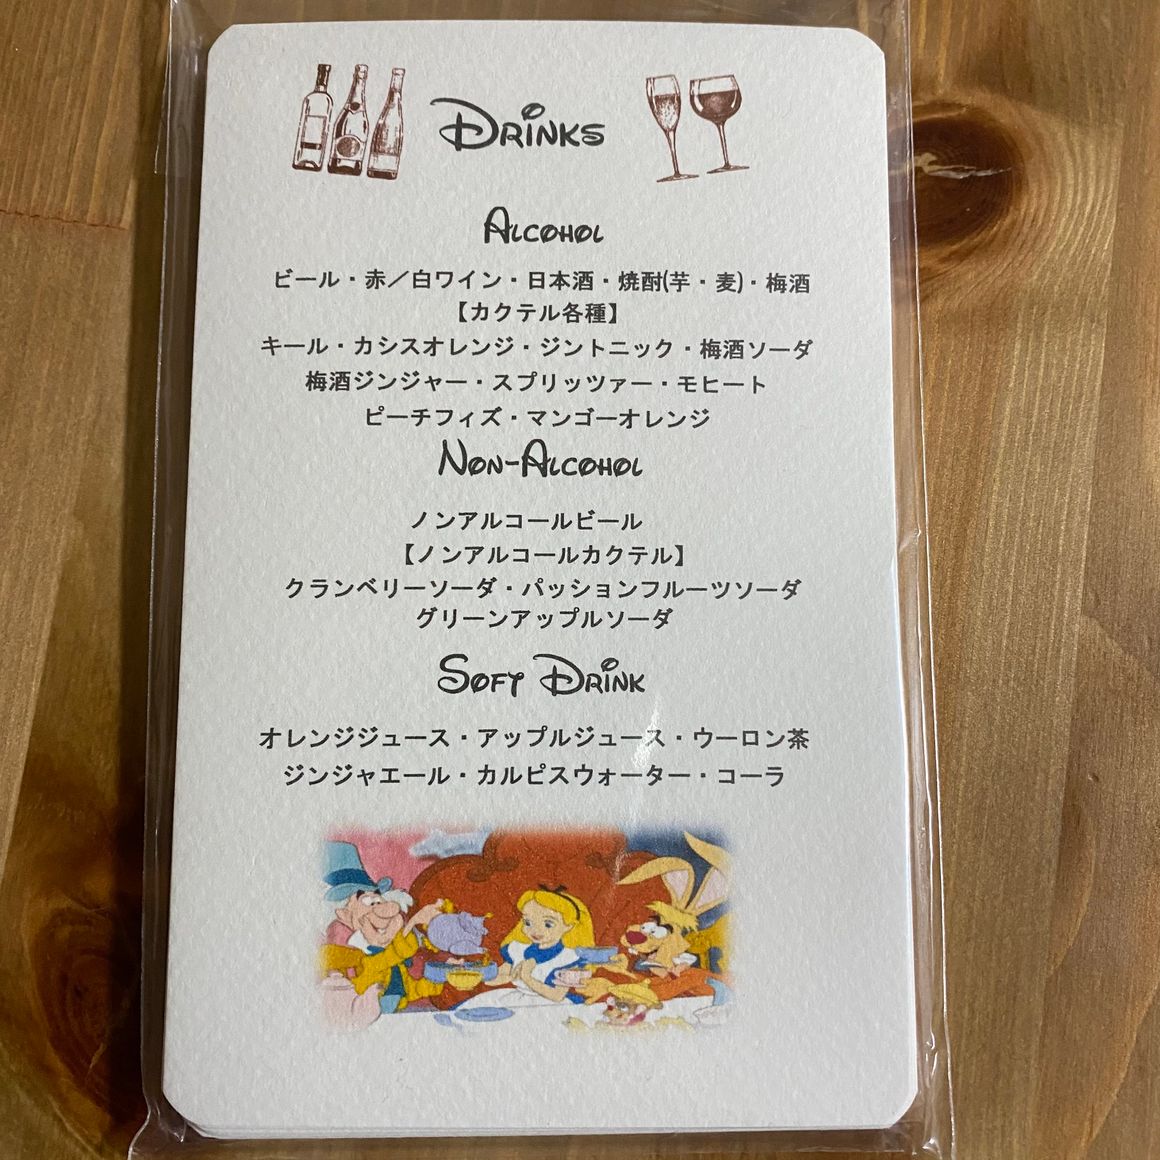 Drinks
Alcohol
ビール・赤／白ワイン・日本酒・焼酎(芋・麦)・梅酒
【カクテル各種】
キール・カシスオレンジ・ジントニック・梅酒ソーダ
梅酒ジンジャー・スプリッツァー・モヒート
ピーチフィズ・マンゴーオレンジ
Non-Alcohol
ノンアルコールビール
【ノンアルコールカクテル】
クランベリーソーダ・パッションフルーツソーダ
グリーンアップルソーダ
Soft Drink
オレンジジュース・アップルジュース・ウーロン茶
ジンジャエール・カルピスウォーター・コーラ